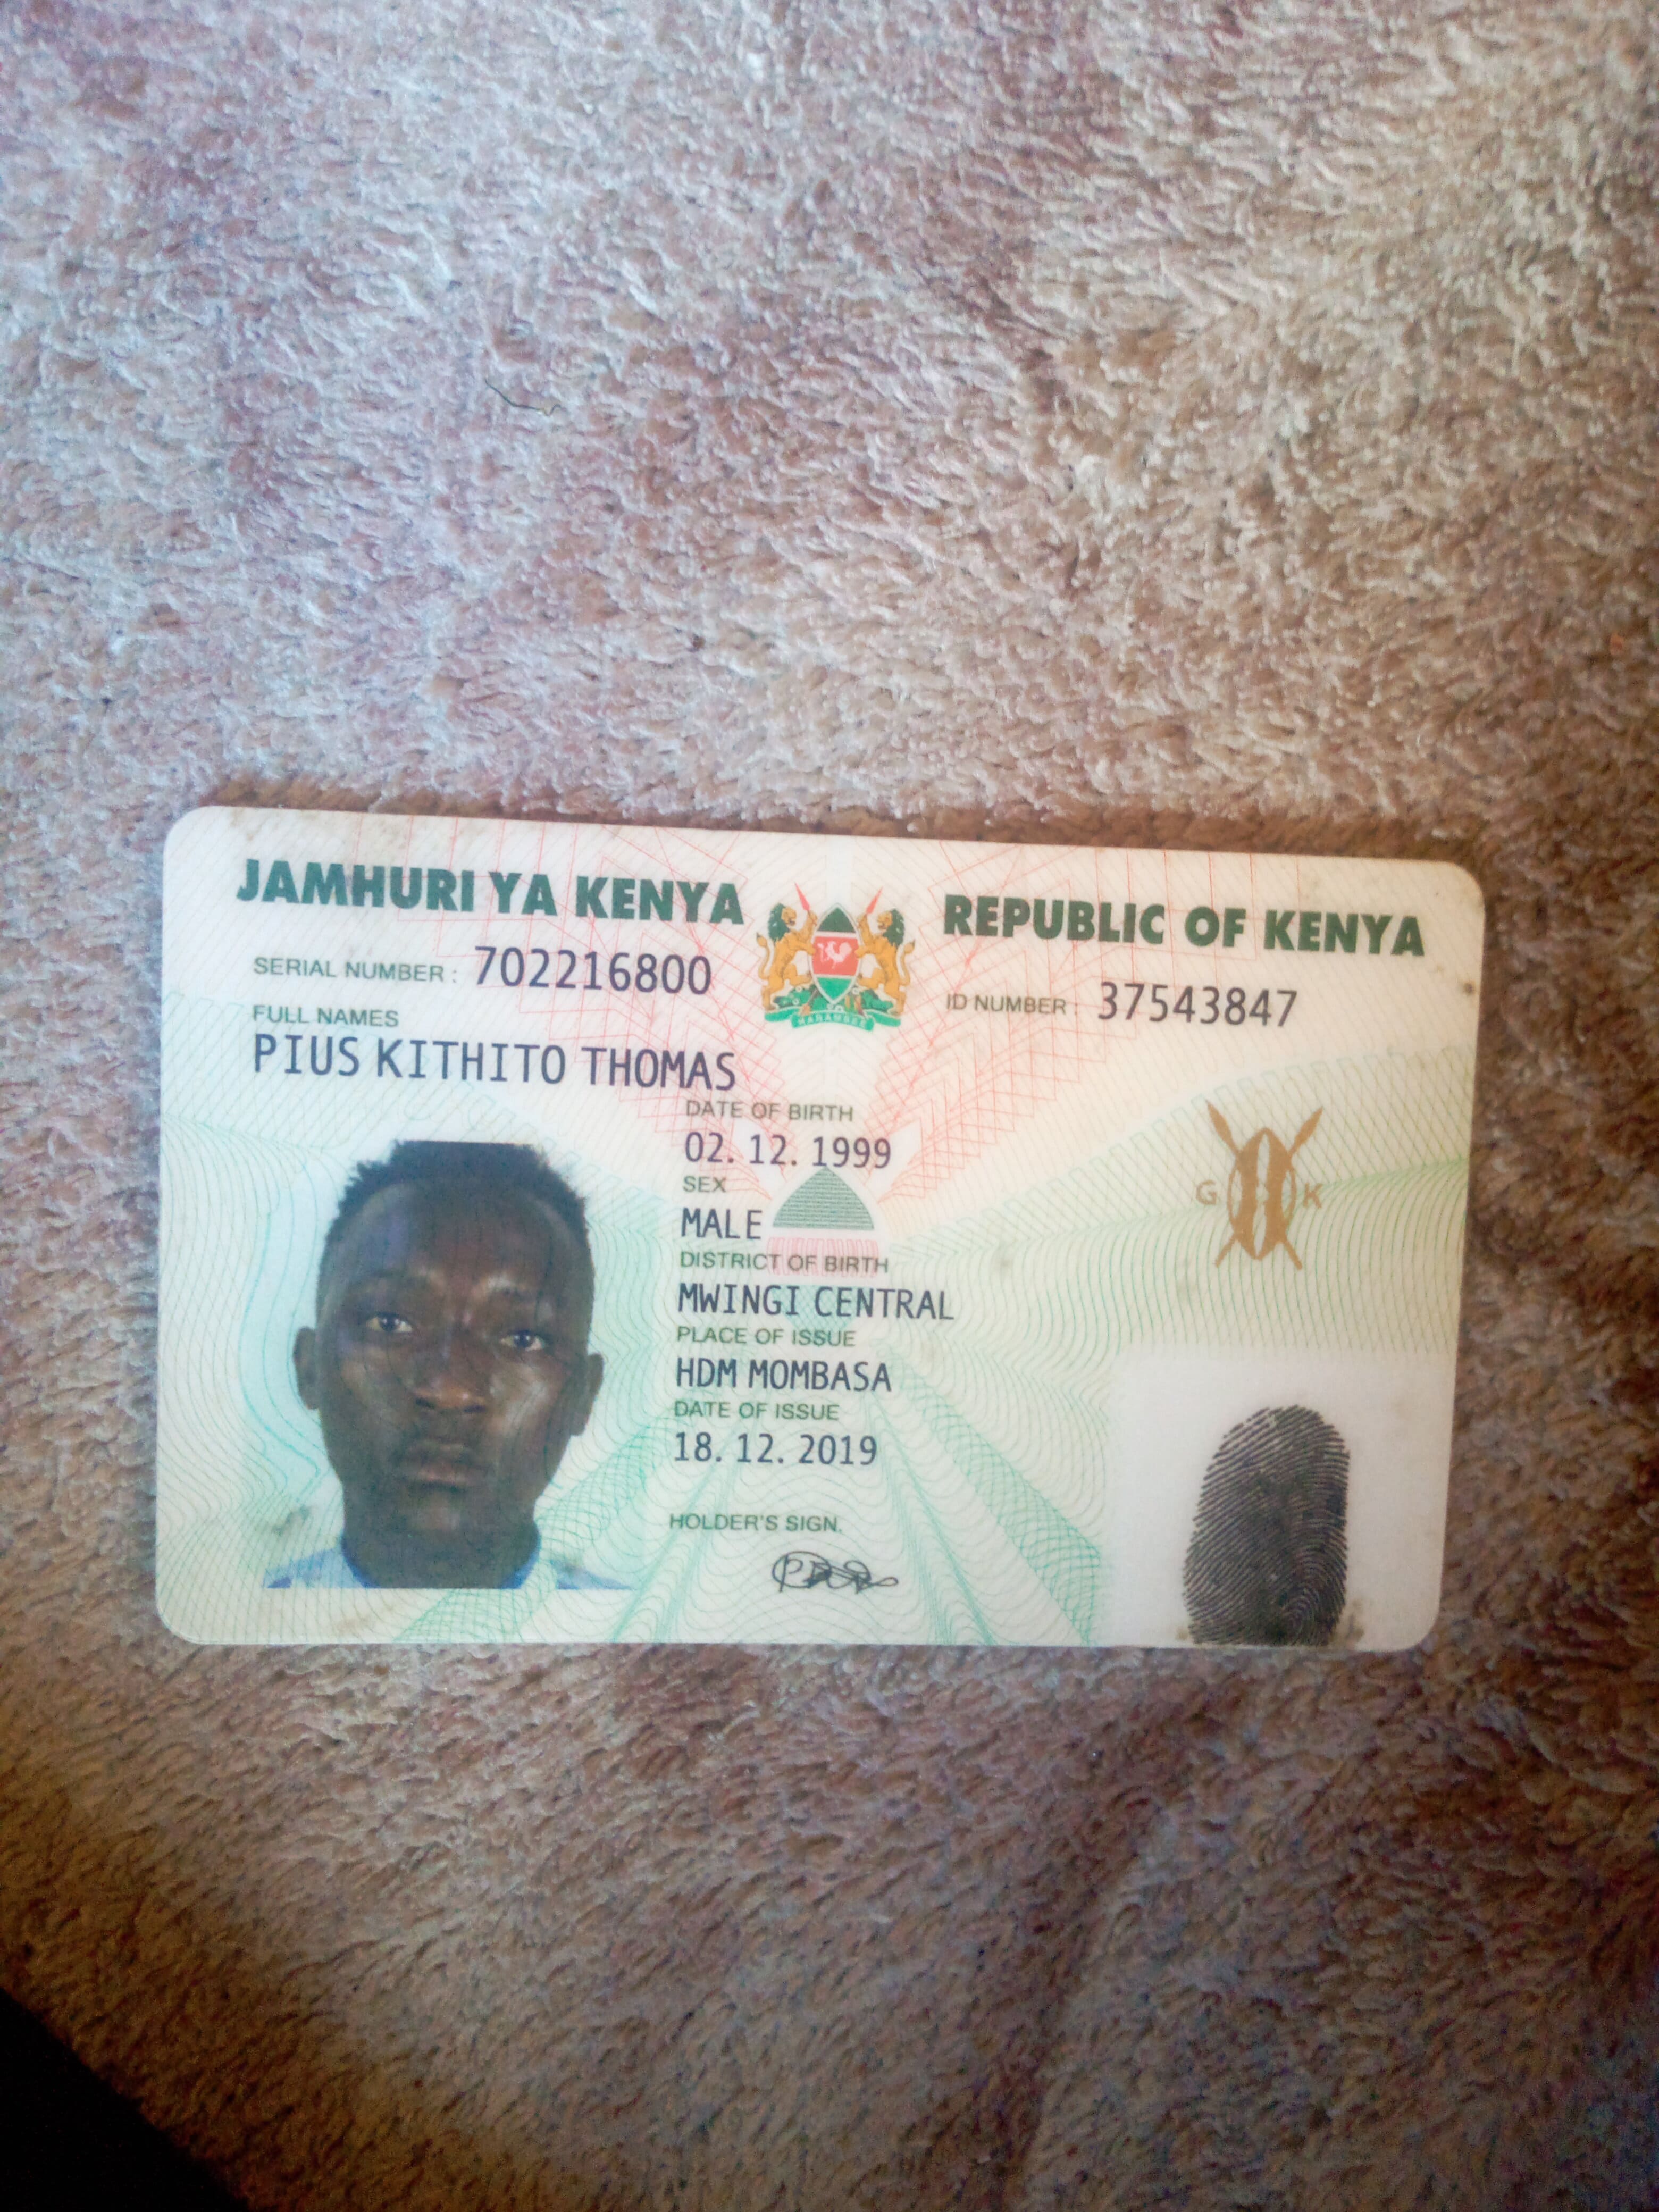 JAMHURI YA KENYA REPUBLIC OF KENYA
SERIAL NUMBER: 702216800 ID NUMBER: 37543847
FULL NAMES
PIUS KITHITO THOMAS
DATE OF BIRTH
02. 12. 1999
SEX
MALE
DISTRICT OF BIRTH
MWINGI CENTRAL
PLACE OF ISSUE
HDM MOMBASA
DATE OF ISSUE
18. 12. 2019
HOLDER'S SIGN.
HARAMBEE
G K